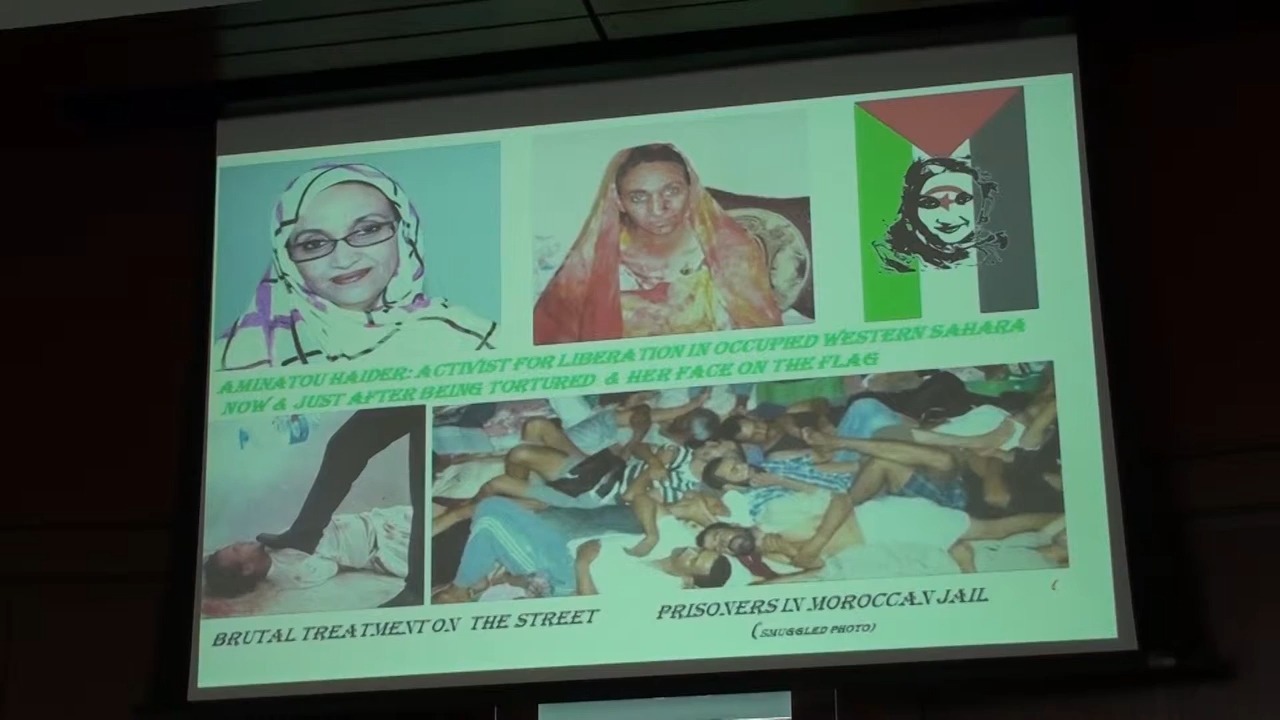 AMINATOU HAIDER: ACTIVIST FOR LIBERATION IN OCCUPIED WESTERN SAHARA
NOW & JUST AFTER BEING TORTURED & HER FACE ON THE FLAG
BRUTAL TREATMENT ON THE STREET
PRISONERS IN MOROCCAN JAIL
(SMUGGLED PHOTO)